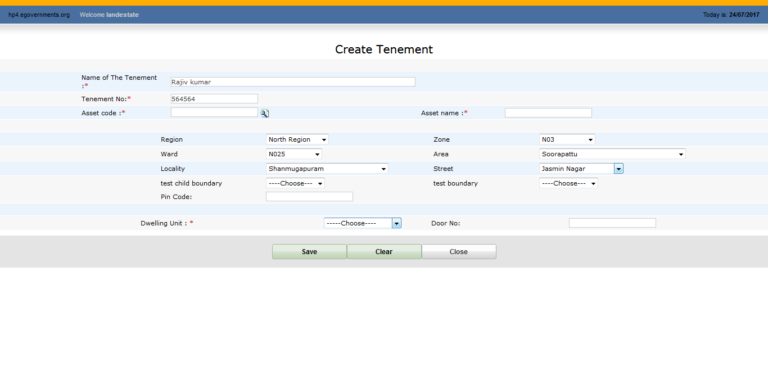 hp4.egovernments.org Welcome landestate Today is: 24/07/2017
Create Tenement
Name of The Tenement :* Rajiv kumar
Tenement No:* 564564
Asset code :* Asset name :*
Region North Region Zone N03
Ward N025 Area Soorapattu
Locality Shanmugapuram Street Jasmin Nagar
test child boundary ----Choose--- test boundary ----Choose---
Pin Code:
Dwelling Unit : * -----Choose---- Door No:
Save Clear Close